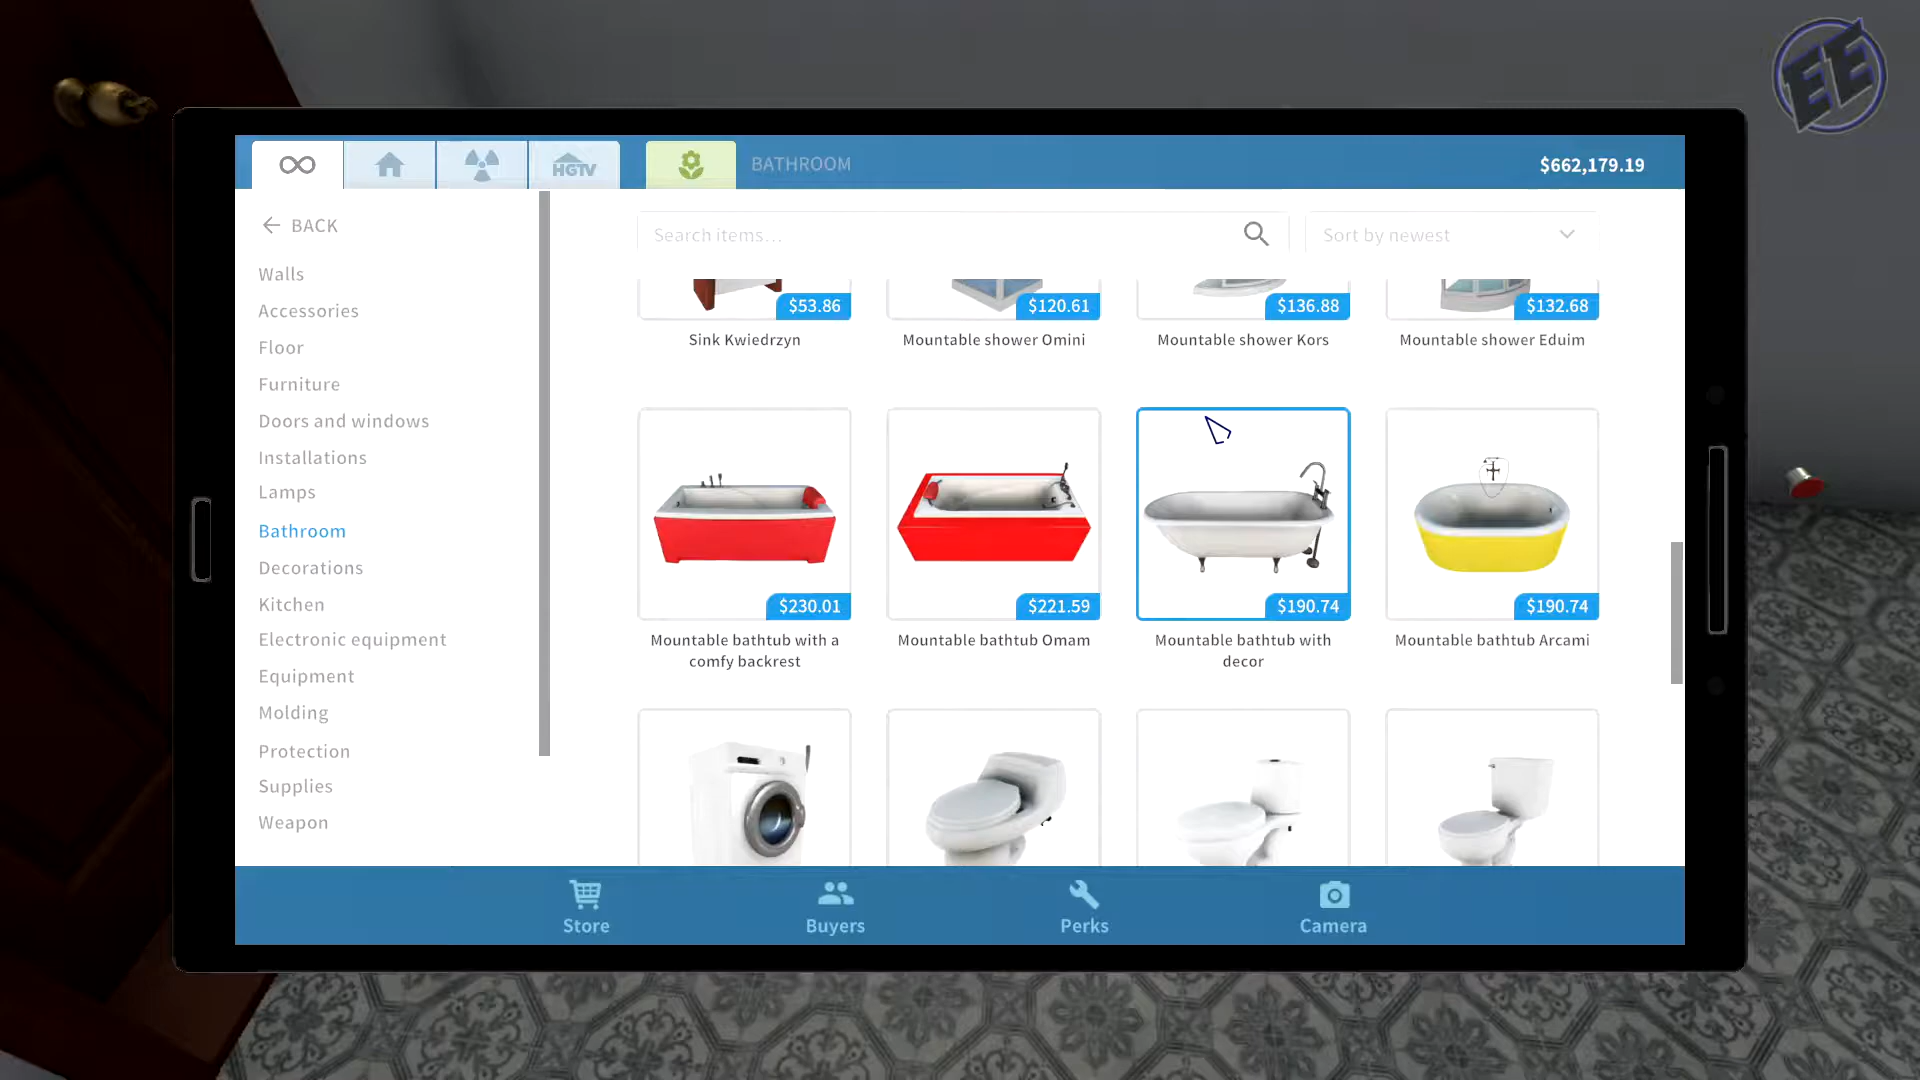 EE
HGTV
BATHROOM
$662,179.19
BACK
Search items...
Sort by newest
Walls
Accessories
Floor
Furniture
Doors and windows
Installations
Lamps
Bathroom
Decorations
Kitchen
Electronic equipment
Equipment
Molding
Protection
Supplies
Weapon
$53.86
$120.61
$136.88
$132.68
Sink Kwiedrzyn
Mountable shower Omini
Mountable shower Kors
Mountable shower Eduim
$230.01
$221.59
$190.74
$190.74
Mountable bathtub with a
comfy backrest
Mountable bathtub Omam
Mountable bathtub with
decor
Mountable bathtub Arcami
Store
Buyers
Perks
Camera